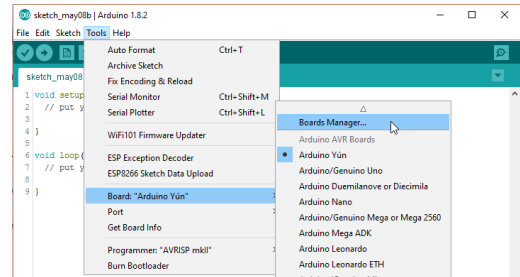 sketch_may08b | Arduino 1.8.2
File Edit Sketch Tools Help
sketch_may08
Auto Format Ctrl+T
Archive Sketch
Fix Encoding & Reload
Serial Monitor Ctrl+Shift+M
Serial Plotter Ctrl+Shift+L
WiFi101 Firmware Updater
ESP Exception Decoder
ESP8266 Sketch Data Upload
Board: "Arduino Yún"
Port
Get Board Info
Programmer: "AVRISP mkII"
Burn Bootloader
1 void setup
2 // put y
3
4 }
5
6 void loop(
7 // put y
8
9 }
Boards Manager...
Arduino AVR Boards
Arduino Yún
Arduino/Genuino Uno
Arduino Duemilanove or Diecimila
Arduino Nano
Arduino/Genuino Mega or Mega 2560
Arduino Mega ADK
Arduino Leonardo
Arduino Leonardo ETH